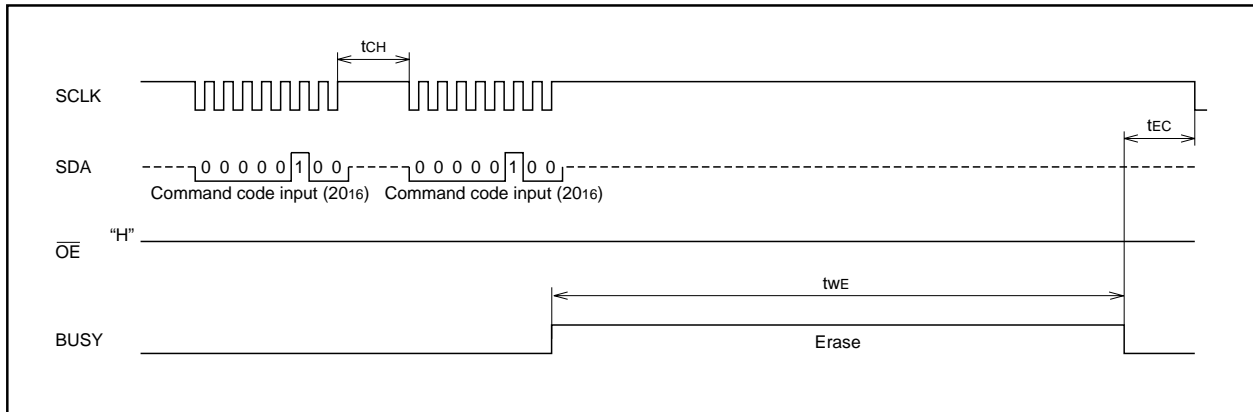 tCH
SCLK
tEC
SDA
0 0 0 0 0 1 0 0
0 0 0 0 0 1 0 0
Command code input (2016)
Command code input (2016)
“H”
OE
twE
BUSY
Erase